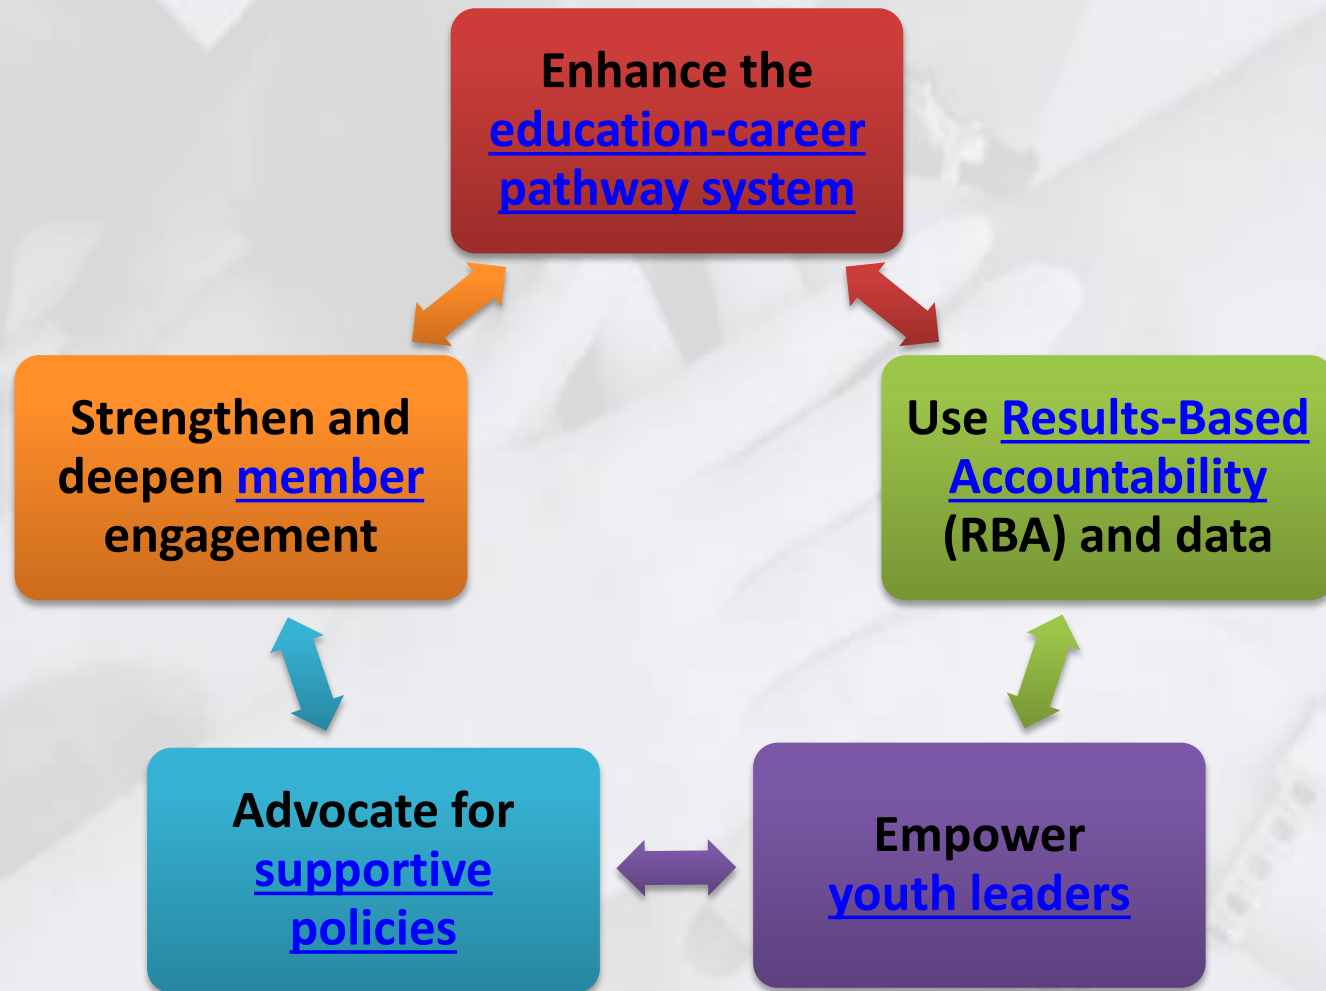 Enhance the
education-career
pathway system
Strengthen and
deepen member
engagement
Use Results-Based
Accountability
(RBA) and data
Advocate for
supportive
policies
Empower
youth leaders